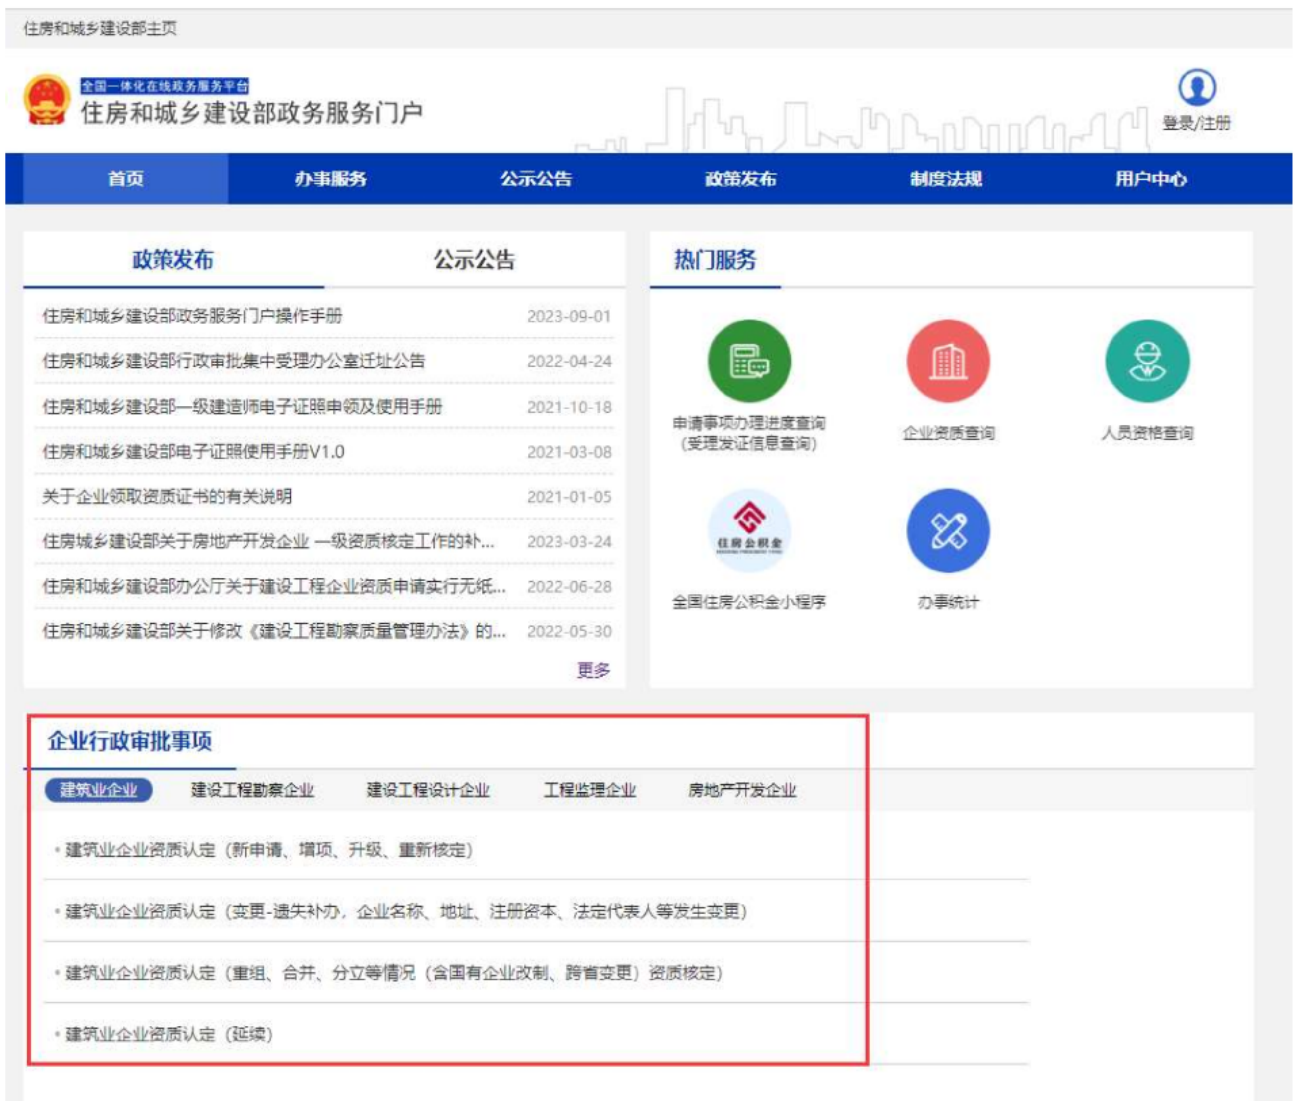 住房和城乡建设部主页
全国一体化在线政务服务平台
住房和城乡建设部政务服务门户
登录/注册
首页 办事服务 公示公告 政策发布 制度法规 用户中心
政策发布 公示公告
住房和城乡建设部政务服务门户操作手册 2023-09-01
住房和城乡建设部行政审批集中受理办公室迁址公告 2022-04-24
住房和城乡建设部一级建造师电子证照申领及使用手册 2021-10-18
住房和城乡建设部电子证照使用手册V1.0 2021-03-08
关于企业领取资质证书的有关说明 2021-01-05
住房城乡建设部关于房地产开发企业 一级资质核定工作的补... 2023-03-24
住房和城乡建设部办公厅关于建设工程企业资质申请实行无纸... 2022-06-28
住房和城乡建设部关于修改《建设工程勘察质量管理办法》的... 2022-05-30
更多
热门服务
申请事项办理进度查询
（受理发证信息查询）
企业资质查询
人员资格查询
住房公积金
全国住房公积金小程序
办事统计
企业行政审批事项
建筑业企业 建设工程勘察企业 建设工程设计企业 工程监理企业 房地产开发企业
建筑业企业资质认定（新申请、增项、升级、重新核定）
建筑业企业资质认定（变更-遗失补办，企业名称、地址、注册资本、法定代表人等发生变更）
建筑业企业资质认定（重组、合并、分立等情况（含国有企业改制、跨省变更）资质核定）
建筑业企业资质认定（延续）